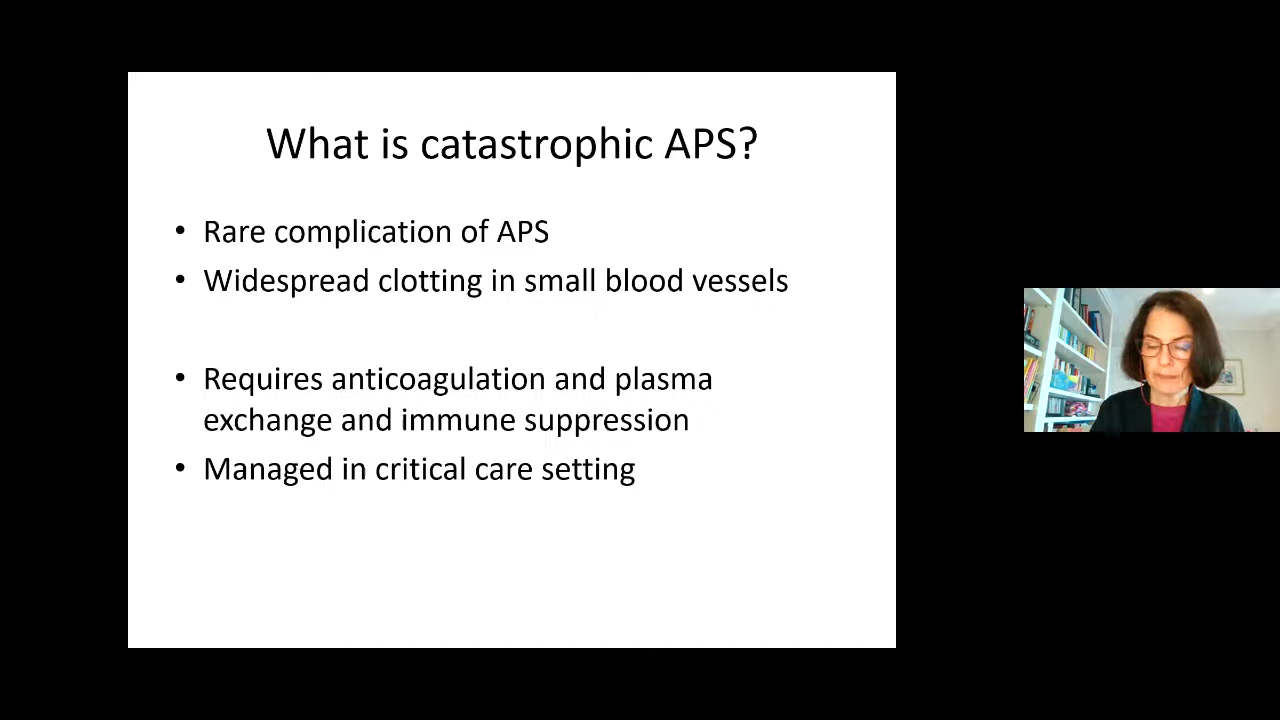 What is catastrophic APS?
• Rare complication of APS
• Widespread clotting in small blood vessels
• Requires anticoagulation and plasma
exchange and immune suppression
• Managed in critical care setting